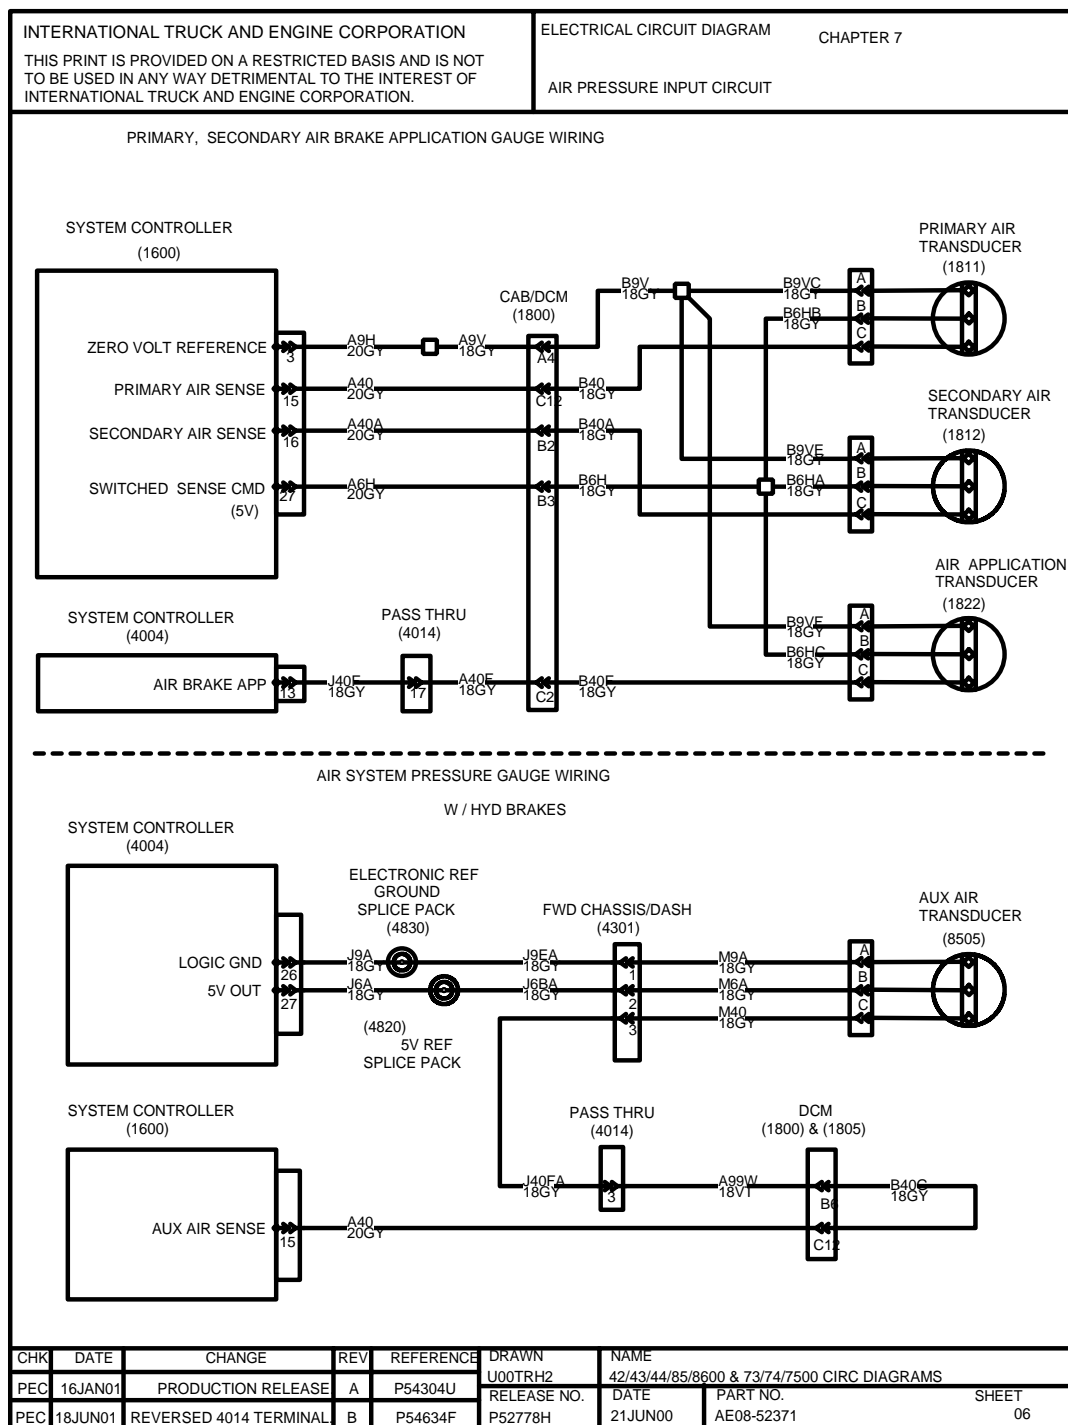 INTERNATIONAL TRUCK AND ENGINE CORPORATION
THIS PRINT IS PROVIDED ON A RESTRICTED BASIS AND IS NOT
TO BE USED IN ANY WAY DETRIMENTAL TO THE INTEREST OF
INTERNATIONAL TRUCK AND ENGINE CORPORATION.
ELECTRICAL CIRCUIT DIAGRAM
CHAPTER 7
AIR PRESSURE INPUT CIRCUIT
PRIMARY, SECONDARY AIR BRAKE APPLICATION GAUGE WIRING
SYSTEM CONTROLLER
(1600)
ZERO VOLT REFERENCE
3
A9H
20GY
A9V
18GY
PRIMARY AIR SENSE
15
A40
20GY
SECONDARY AIR SENSE
16
A40A
20GY
SWITCHED SENSE CMD
(5V)
27
A6H
20GY
CAB/DCM
(1800)
A4
C12
B2
B3
C2
B9V
18GY
B40
18GY
B40A
18GY
B6H
18GY
B40F
18GY
PRIMARY AIR
TRANSDUCER
(1811)
B9VC
18GY
B6HB
18GY
A
B
C
SECONDARY AIR
TRANSDUCER
(1812)
B9VE
18GY
B6HA
18GY
A
B
C
AIR APPLICATION
TRANSDUCER
(1822)
B9VF
18GY
B6HC
18GY
A
B
C
SYSTEM CONTROLLER
(4004)
AIR BRAKE APP
13
J40F
18GY
PASS THRU
(4014)
17
A40F
18GY
AIR SYSTEM PRESSURE GAUGE WIRING
W / HYD BRAKES
SYSTEM CONTROLLER
(4004)
LOGIC GND
5V OUT
26
27
J9A
18GY
J6A
18GY
ELECTRONIC REF
GROUND
SPLICE PACK
(4830)
(4820)
5V REF
SPLICE PACK
J9EA
18GY
J6BA
18GY
FWD CHASSIS/DASH
(4301)
1
2
3
M9A
18GY
M6A
18GY
M40
18GY
AUX AIR
TRANSDUCER
(8505)
A
B
C
SYSTEM CONTROLLER
(1600)
AUX AIR SENSE
15
A40
20GY
J40FA
18GY
PASS THRU
(4014)
3
A99W
18VT
DCM
(1800) & (1805)
B6
C12
B40G
18GY
CHK DATE CHANGE REV REFERENCE
PEC 16JAN01 PRODUCTION RELEASE A P54304U
PEC 18JUN01 REVERSED 4014 TERMINAL. B P54634F
DRAWN
U00TRH2
RELEASE NO.
P52778H
NAME
42/43/44/85/8600 & 73/74/7500 CIRC DIAGRAMS
DATE
21JUN00
PART NO.
AE08-52371
SHEET
06